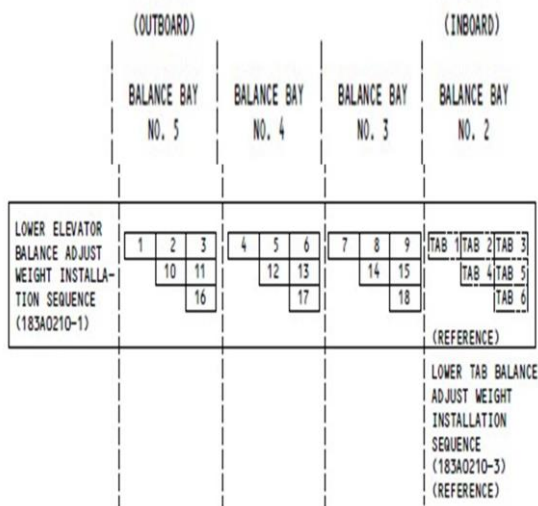 (OUTBOARD) (INBOARD)
BALANCE BAY BALANCE BAY BALANCE BAY BALANCE BAY
NO. 5 NO. 4 NO. 3 NO. 2
LOWER ELEVATOR
BALANCE ADJUST
WEIGHT INSTALLA-
TION SEQUENCE
(183A0210-1)
1 2 3 4 5 6 7 8 9 TAB 1 TAB 2 TAB 3
10 11 12 13 14 15 TAB 4 TAB 5
16 17 18 TAB 6
(REFERENCE)
LOWER TAB BALANCE
ADJUST WEIGHT
INSTALLATION
SEQUENCE
(183A0210-3)
(REFERENCE)